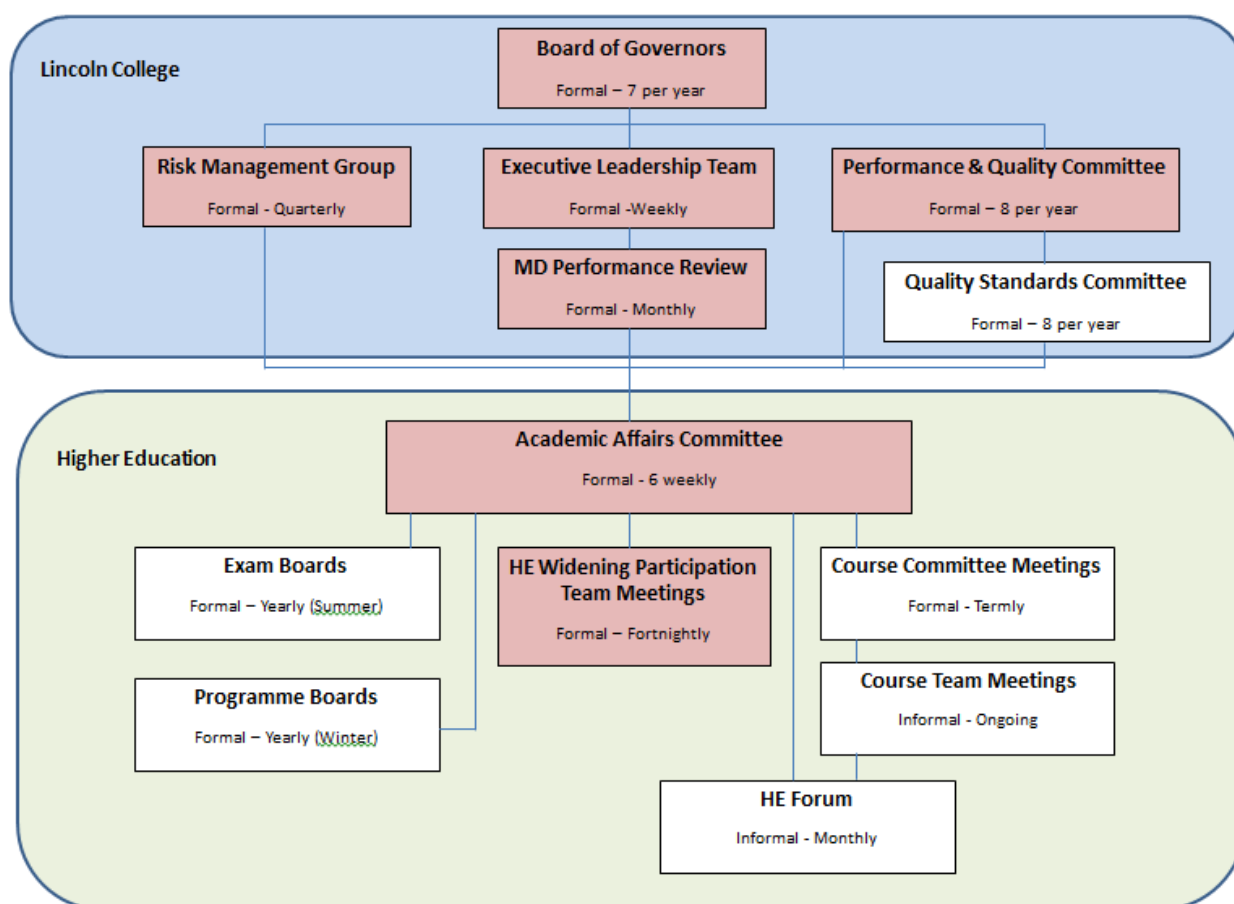 Lincoln College
Board of Governors
Formal – 7 per year
Risk Management Group
Formal - Quarterly
Executive Leadership Team
Formal -Weekly
Performance & Quality Committee
Formal – 8 per year
MD Performance Review
Formal - Monthly
Quality Standards Committee
Formal – 8 per year
Higher Education
Academic Affairs Committee
Formal - 6 weekly
Exam Boards
Formal – Yearly (Summer)
HE Widening Participation
Team Meetings
Formal – Fortnightly
Course Committee Meetings
Formal - Termly
Programme Boards
Formal – Yearly (Winter)
Course Team Meetings
Informal - Ongoing
HE Forum
Informal - Monthly